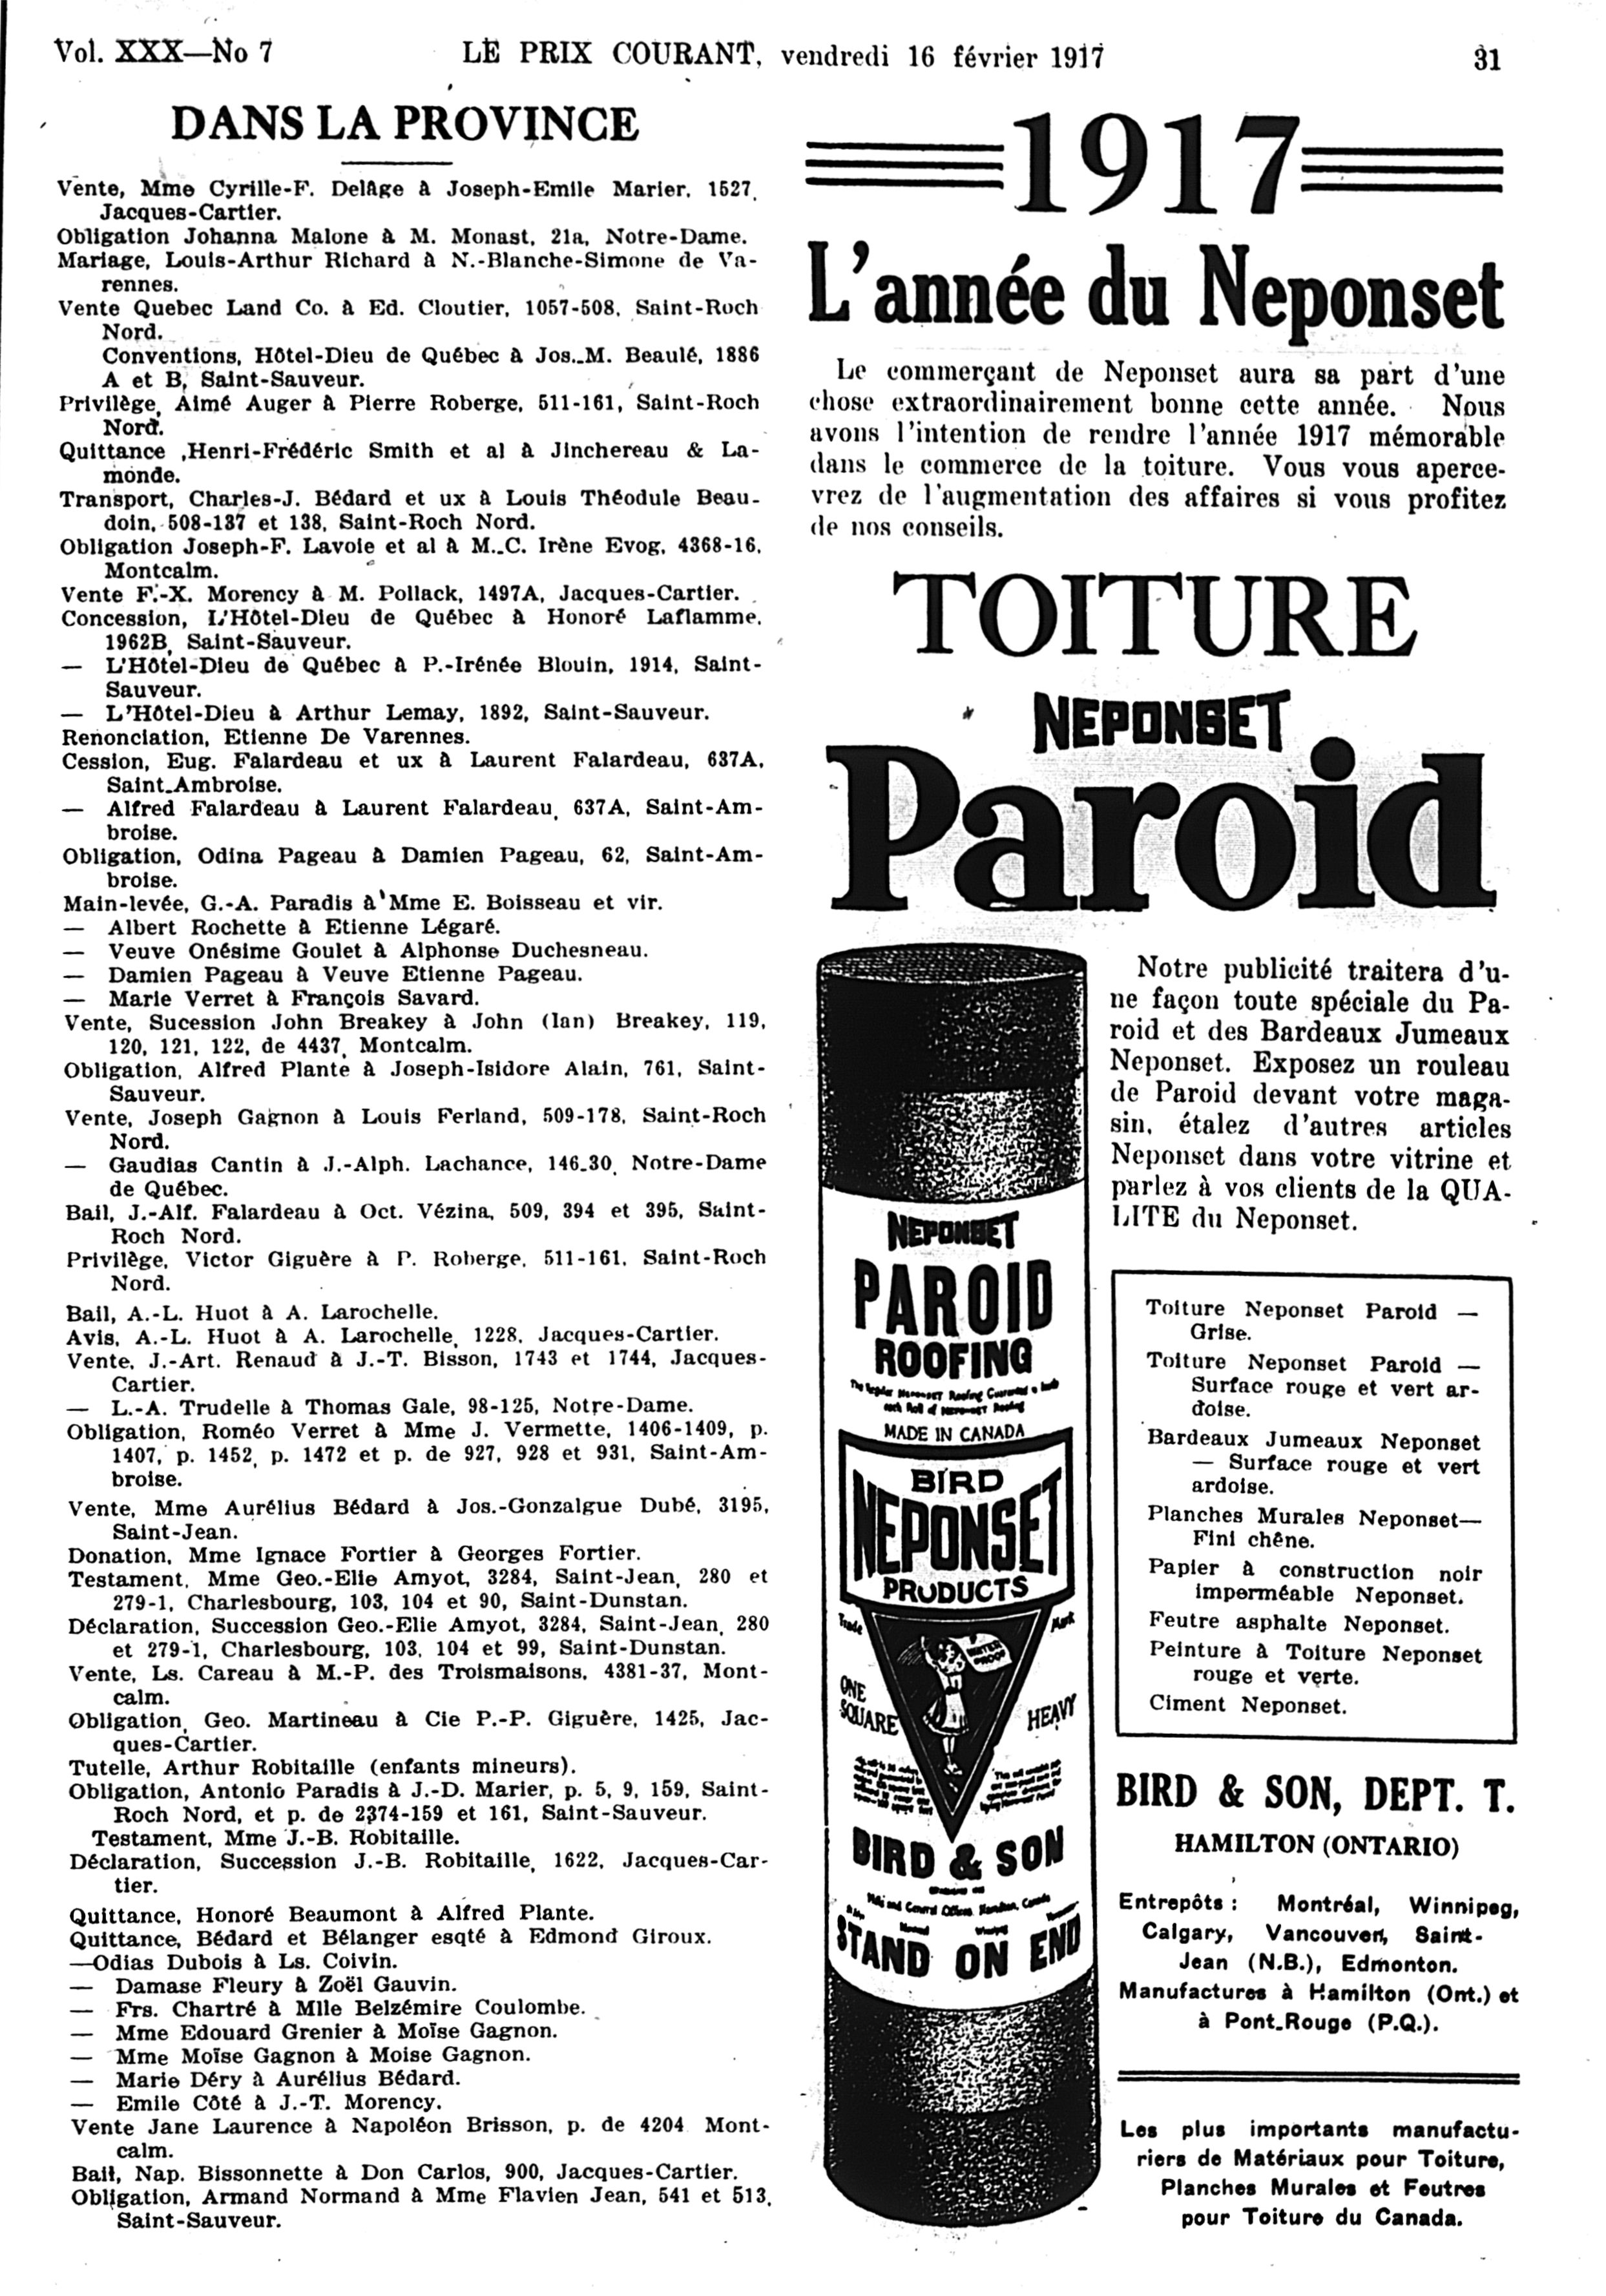 Vol. XXX—No 7 LE PRIX COURANT, vendredi 16 février 1917 31
DANS LA PROVINCE
Vente, Mme Cyrille-F. Delâge à Joseph-Emile Marier, 1527,
Jacques-Cartier.
Obligation Johanna Malone à M. Monast, 21a, Notre-Dame.
Mariage, Louis-Arthur Richard à N.-Blanche-Simone de Va-
rennes.
Vente Quebec Land Co. à Ed. Cloutier, 1057-508, Saint-Roch
Nord.
Conventions, Hôtel-Dieu de Québec à Jos.-M. Beaulé, 1886
A et B, Saint-Sauveur.
Privilège, Aimé Auger à Pierre Roberge, 511-161, Saint-Roch
Nord.
Quittance ,Henri-Frédéric Smith et al à Jinchereau & La-
monde.
Transport, Charles-J. Bédard et ux à Louis Théodule Beau-
doin, 508-137 et 138, Saint-Roch Nord.
Obligation Joseph-F. Lavoie et al à M.-C. Irène Evog, 4368-16,
Montcalm.
Vente F.-X. Morency à M. Pollack, 1497A, Jacques-Cartier.
Concession, L'Hôtel-Dieu de Québec à Honoré Laflamme,
1962B, Saint-Sauveur.
— L'Hôtel-Dieu de Québec à P.-Irénée Blouin, 1914, Saint-
Sauveur.
— L'Hôtel-Dieu à Arthur Lemay, 1892, Saint-Sauveur.
Renonciation, Etienne De Varennes.
Cession, Eug. Falardeau et ux à Laurent Falardeau, 637A,
Saint-Ambroise.
— Alfred Falardeau à Laurent Falardeau, 637A, Saint-Am-
broise.
Obligation, Odina Pageau à Damien Pageau, 62, Saint-Am-
broise.
Main-levée, G.-A. Paradis à Mme E. Boisseau et vir.
— Albert Rochette à Etienne Légaré.
— Veuve Onésime Goulet à Alphonse Duchesneau.
— Damien Pageau à Veuve Etienne Pageau.
— Marie Verret à François Savard.
Vente, Sucession John Breakey à John (Ian) Breakey, 119,
120, 121, 122, de 4437, Montcalm.
Obligation, Alfred Plante à Joseph-Isidore Alain, 761, Saint-
Sauveur.
Vente, Joseph Gagnon à Louis Ferland, 509-178, Saint-Roch
Nord.
— Gaudias Cantin à J.-Alph. Lachance, 146-30, Notre-Dame
de Québec.
Bail, J.-Alf. Falardeau à Oct. Vézina, 509, 394 et 395, Saint-
Roch Nord.
Privilège, Victor Giguère à P. Roberge, 511-161, Saint-Roch
Nord.
Bail, A.-L. Huot à A. Larochelle.
Avis, A.-L. Huot à A. Larochelle, 1228, Jacques-Cartier.
Vente, J.-Art. Renaud à J.-T. Bisson, 1743 et 1744, Jacques-
Cartier.
— L.-A. Trudelle à Thomas Gale, 98-125, Notre-Dame.
Obligation, Roméo Verret à Mme J. Vermette, 1406-1409, p.
1407, p. 1452, p. 1472 et p. de 927, 928 et 931, Saint-Am-
broise.
Vente, Mme Aurélius Bédard à Jos.-Gonzalgue Dubé, 3195,
Saint-Jean.
Donation, Mme Ignace Fortier à Georges Fortier.
Testament, Mme Geo.-Elie Amyot, 3284, Saint-Jean, 280 et
279-1, Charlesbourg, 103, 104 et 90, Saint-Dunstan.
Déclaration, Succession Geo.-Elie Amyot, 3284, Saint-Jean, 280
et 279-1, Charlesbourg, 103, 104 et 99, Saint-Dunstan.
Vente, Ls. Careau à M.-P. des Troismaisons, 4381-37, Mont-
calm.
Obligation, Geo. Martineau à Cie P.-P. Giguère, 1425, Jac-
ques-Cartier.
Tutelle, Arthur Robitaille (enfants mineurs).
Obligation, Antonio Paradis à J.-D. Marier, p. 5, 9, 159, Saint-
Roch Nord, et p. de 2374-159 et 161, Saint-Sauveur.
Testament, Mme J.-B. Robitaille.
Déclaration, Succession J.-B. Robitaille, 1622, Jacques-Car-
tier.
Quittance, Honoré Beaumont à Alfred Plante.
Quittance, Bédard et Bélanger esqté à Edmond Giroux.
—Odias Dubois à Ls. Coivin.
— Damase Fleury à Zoël Gauvin.
— Frs. Chartré à Mlle Belzémire Coulombe.
— Mme Edouard Grenier à Moïse Gagnon.
— Mme Moïse Gagnon à Moise Gagnon.
— Marie Déry à Aurélius Bédard.
— Emile Côté à J.-T. Morency.
Vente Jane Laurence à Napoléon Brisson, p. de 4204 Mont-
calm.
Bail, Nap. Bissonnette à Don Carlos, 900, Jacques-Cartier.
Obligation, Armand Normand à Mme Flavien Jean, 541 et 513,
Saint-Sauveur.
1917
L'année du Neponset
Le commerçant de Neponset aura sa part d'une
chose extraordinairement bonne cette année. Nous
avons l'intention de rendre l'année 1917 mémorable
dans le commerce de la toiture. Vous vous aperce-
vrez de l'augmentation des affaires si vous profitez
de nos conseils.
TOITURE
NEPONSET
Paroid
NEPONSET
PAROID
ROOFING
MADE IN CANADA
BIRD
NEPONSET
PRODUCTS
Trade Mark
WATER
PROOF
ONE
SQUARE
HEAVY
BIRD & SON
STAND ON END
Notre publicité traitera d'u-
ne façon toute spéciale du Pa-
roid et des Bardeaux Jumeaux
Neponset. Exposez un rouleau
de Paroid devant votre maga-
sin, étalez d'autres articles
Neponset dans votre vitrine et
parlez à vos clients de la QUA-
LITE du Neponset.
Toiture Neponset Paroid —
Grise.
Toiture Neponset Paroid —
Surface rouge et vert ar-
doise.
Bardeaux Jumeaux Neponset
— Surface rouge et vert
ardoise.
Planches Murales Neponset—
Fini chêne.
Papier à construction noir
imperméable Neponset.
Feutre asphalte Neponset.
Peinture à Toiture Neponset
rouge et verte.
Ciment Neponset.
BIRD & SON, DEPT. T.
HAMILTON (ONTARIO)
Entrepôts : Montréal, Winnipeg,
Calgary, Vancouver, Saint-
Jean (N.B.), Edmonton.
Manufactures à Hamilton (Ont.) et
à Pont-Rouge (P.Q.).
Les plus importants manufactu-
riers de Matériaux pour Toiture,
Planches Murales et Feutres
pour Toiture du Canada.